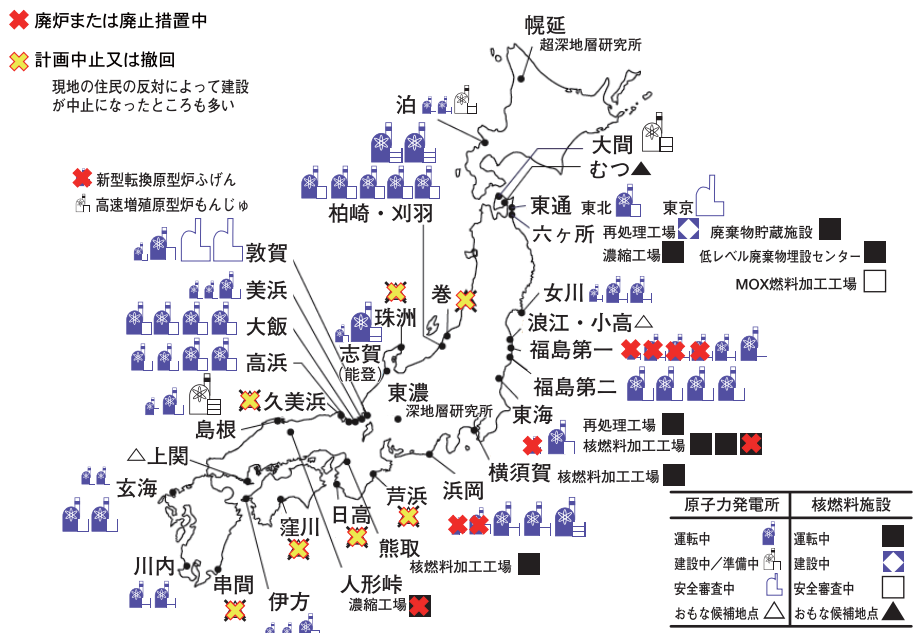 廃炉または廃止措置中
計画中止又は撤回
現地の住民の反対によって建設
が中止になったところも多い
幌延
超深地層研究所
泊
大間
むつ▲
新型転換原型炉ふげん
高速増殖原型炉もんじゅ
柏崎・刈羽
東通 東北 東京
六ヶ所 再処理工場 廃棄物貯蔵施設
濃縮工場 低レベル廃棄物埋設センター
MOX燃料加工工場
敦賀
美浜
大飯
高浜
巻
珠洲
志賀
(能登)
女川
浪江・小高△
福島第一
福島第二
東海
再処理工場
核燃料加工工場
東濃
深地層研究所
久美浜
島根
△上関
玄海
横須賀 核燃料加工工場
浜岡
芦浜
日高
窪川
熊取
核燃料加工工場
川内
串間
伊方
人形峠
濃縮工場
原子力発電所 核燃料施設
運転中 運転中
建設中／準備中 建設中
安全審査中 安全審査中
おもな候補地点△ おもな候補地点▲